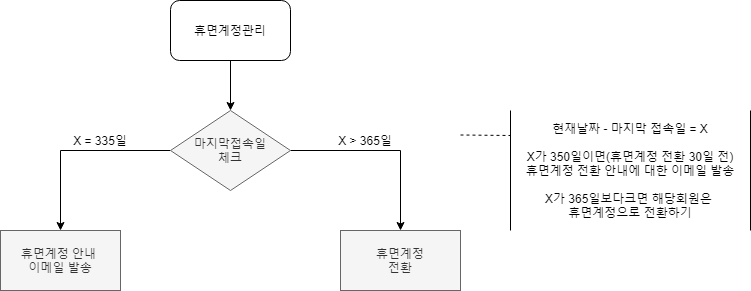 휴면계정관리
X = 335일
마지막접속일
체크
X > 365일
현재날짜 - 마지막 접속일 = X
X가 350일이면(휴면계정 전환 30일 전)
휴면계정 전환 안내에 대한 이메일 발송
X가 365일보다크면 해당회원은
휴면계정으로 전환하기
휴면계정 안내
이메일 발송
휴면계정
전환